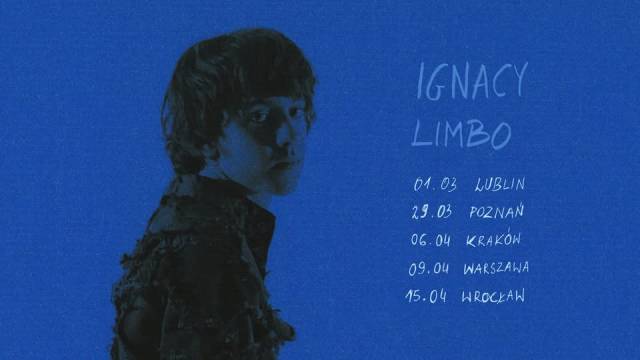 IGNACY
LIMBO
01.03 LUBLIN
29.03 POZNAŃ
06.04 KRAKÓW
09.04 WARSZAWA
15.04 WROCŁAW